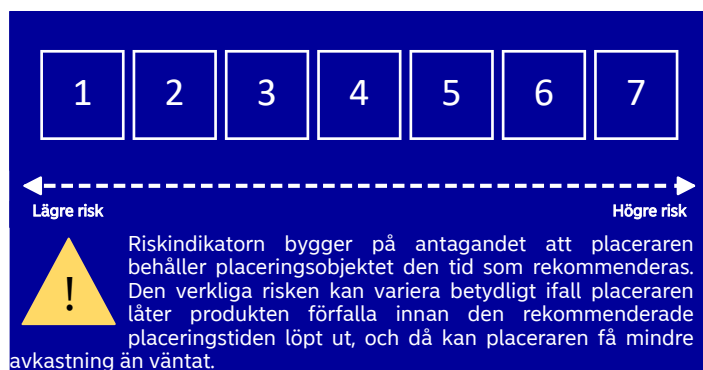 1 2 3 4 5 6 7
Lägre risk Högre risk
! Riskindikatorn bygger på antagandet att placeraren
behåller placeringsobjektet den tid som rekommenderas.
Den verkliga risken kan variera betydligt ifall placeraren
låter produkten förfalla innan den rekommenderade
placeringstiden löpt ut, och då kan placeraren få mindre
avkastning än väntat.